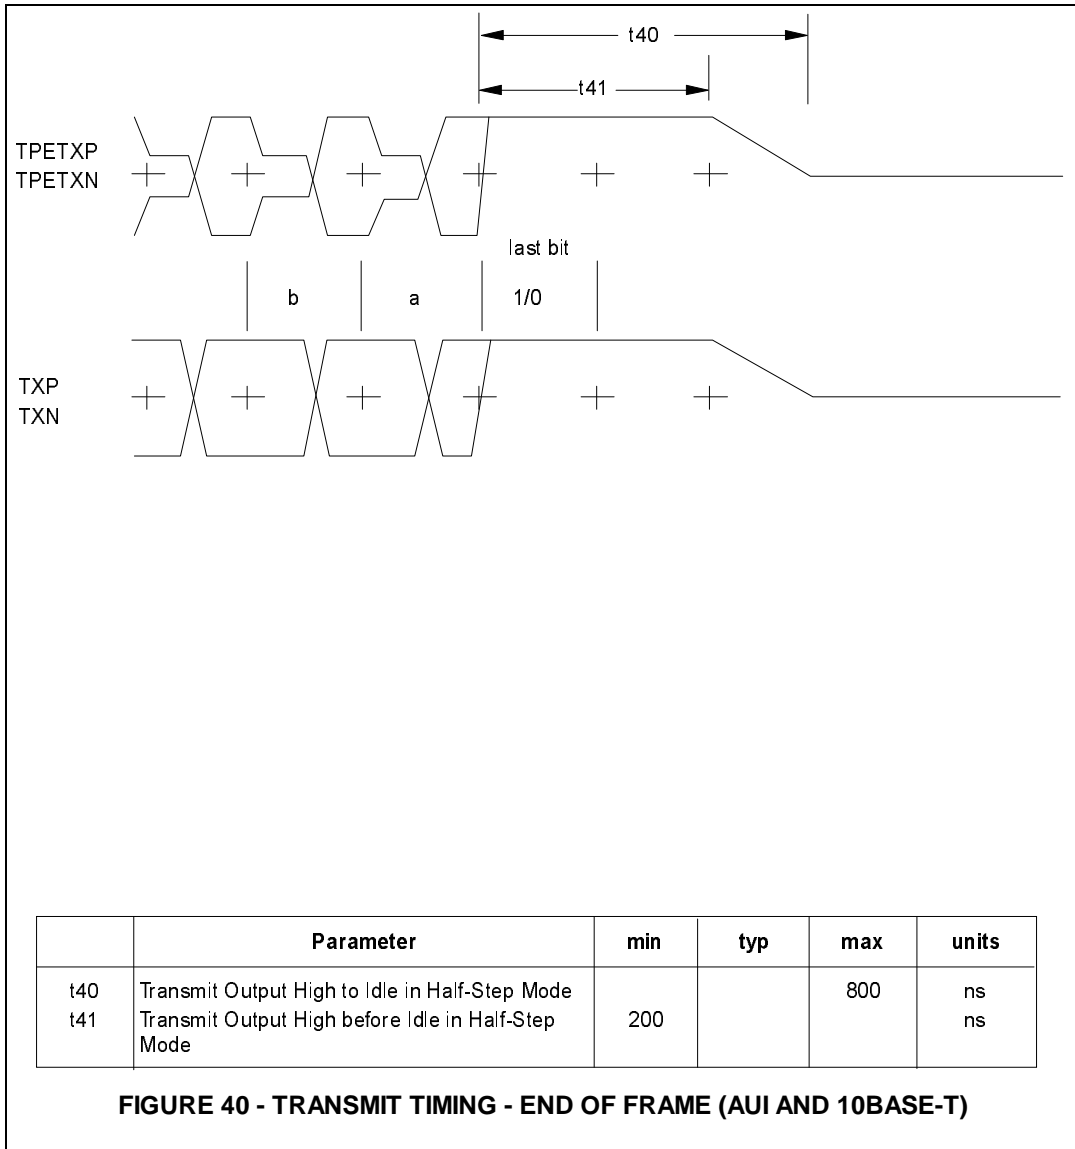 t40
t41
TPETXP
TPETXN
last bit
b a 1/0
TXP
TXN
Parameter min typ max units
t40 Transmit Output High to Idle in Half-Step Mode 800 ns
t41 Transmit Output High before Idle in Half-Step 200 ns
Mode
FIGURE 40 - TRANSMIT TIMING - END OF FRAME (AUI AND 10BASE-T)